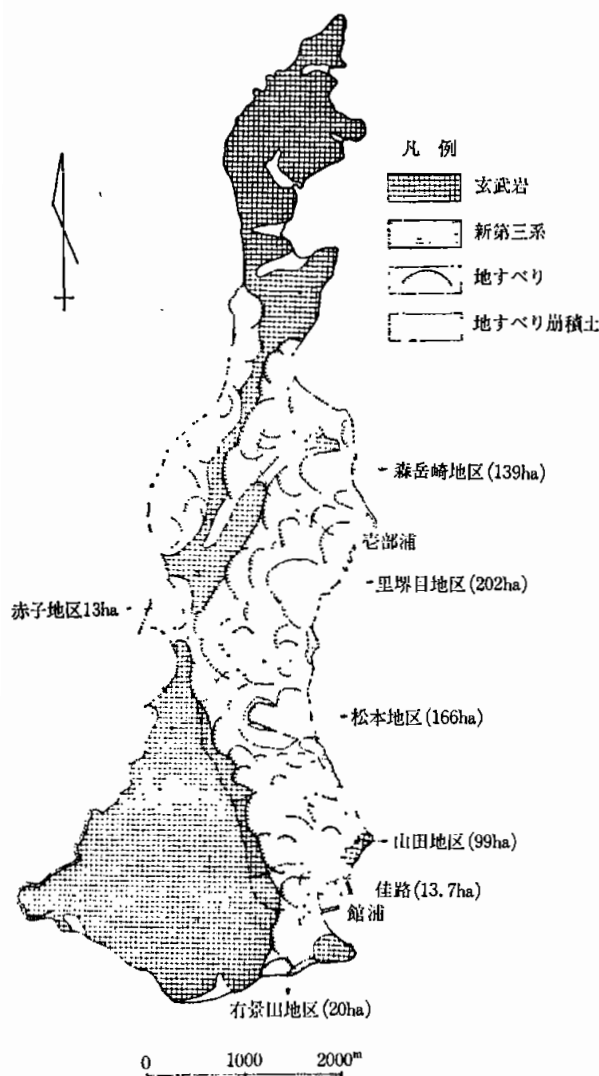 凡例
玄武岩
新第三系
地すべり
地すべり崩積土
森岳崎地区(139ha)
壱部浦
里堺目地区(202ha)
赤子地区13ha
松本地区(166ha)
山田地区(99ha)
佳路(13.7ha)
館浦
右景山地区(20ha)
0 1000 2000m